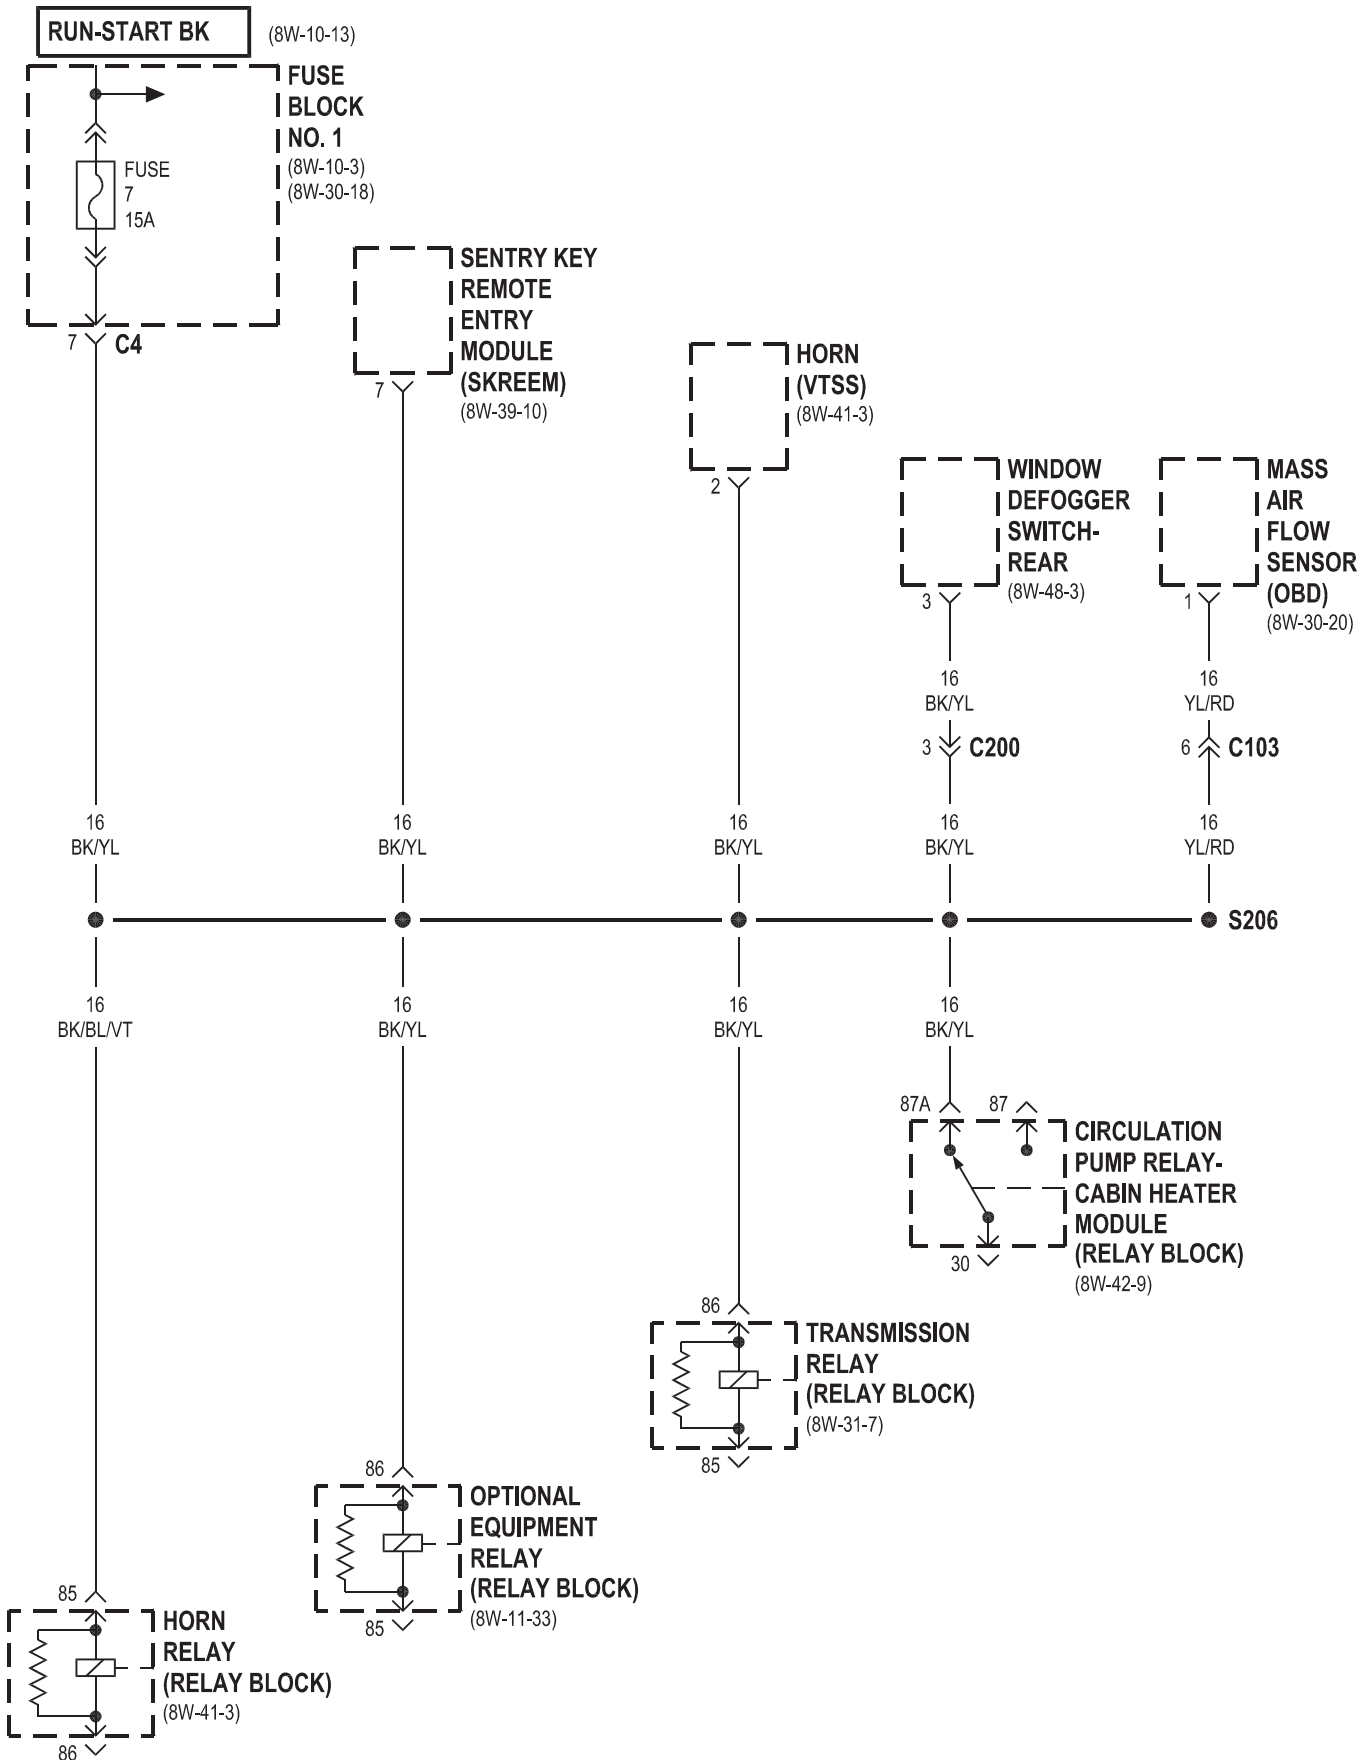 RUN-START BK
(8W-10-13)
FUSE
BLOCK
NO. 1
(8W-10-3)
(8W-30-18)
FUSE
7
15A
7
C4
SENTRY KEY
REMOTE
ENTRY
MODULE
(SKREEM)
(8W-39-10)
7
HORN
(VTSS)
(8W-41-3)
2
WINDOW
DEFOGGER
SWITCH-
REAR
(8W-48-3)
3
MASS
AIR
FLOW
SENSOR
(OBD)
(8W-30-20)
1
16
BK/YL
16
YL/RD
3
C200
6
C103
16
BK/YL
16
BK/YL
16
BK/YL
16
BK/YL
16
YL/RD
S206
16
BK/BL/VT
16
BK/YL
16
BK/YL
16
BK/YL
87A
87
CIRCULATION
PUMP RELAY-
CABIN HEATER
MODULE
(RELAY BLOCK)
(8W-42-9)
30
86
TRANSMISSION
RELAY
(RELAY BLOCK)
(8W-31-7)
85
86
OPTIONAL
EQUIPMENT
RELAY
(RELAY BLOCK)
(8W-11-33)
85
85
HORN
RELAY
(RELAY BLOCK)
(8W-41-3)
86